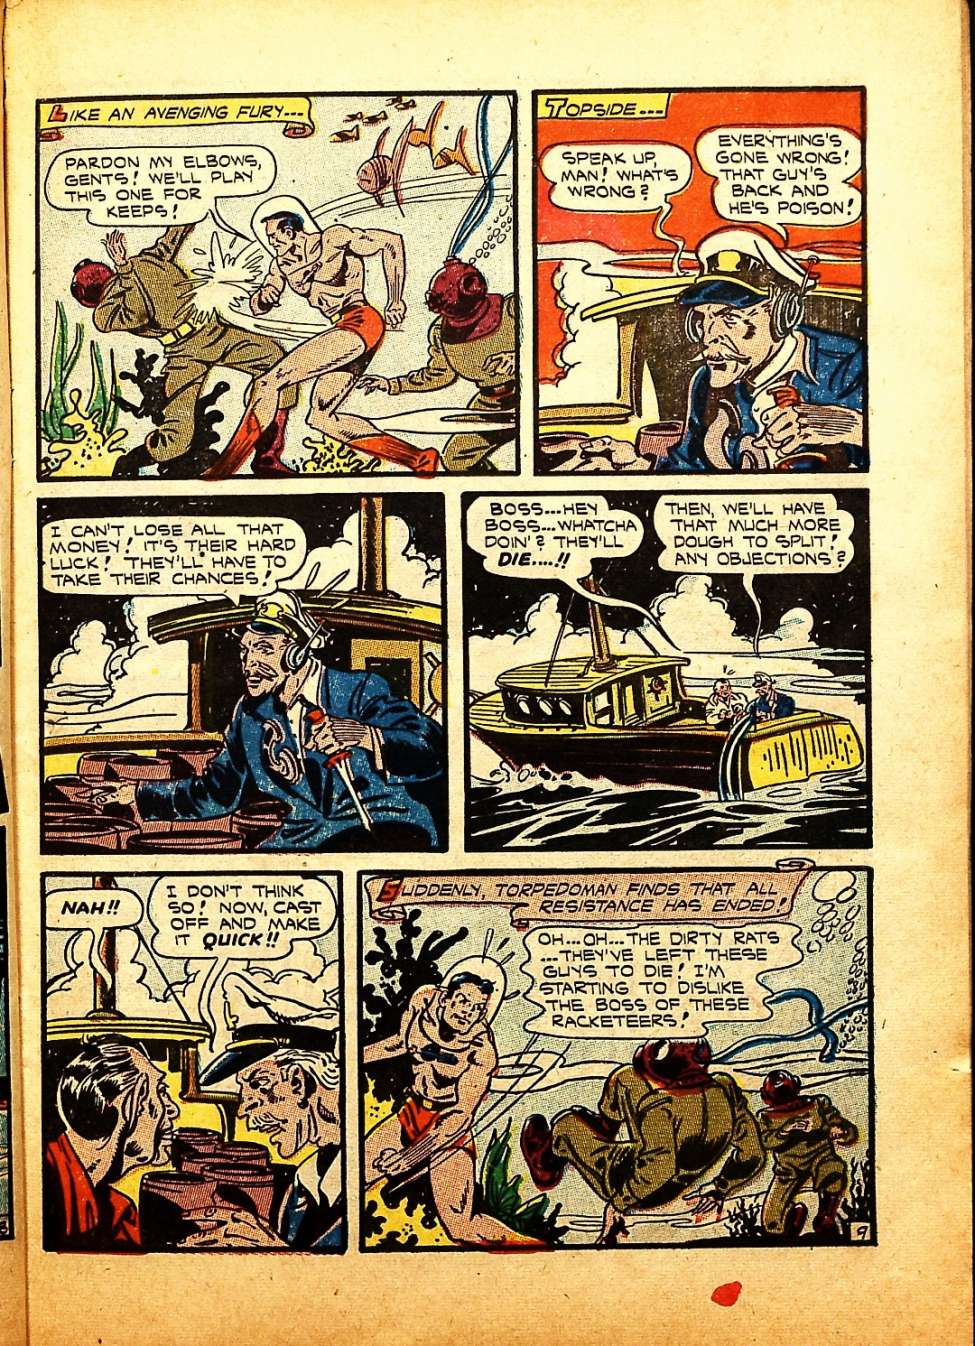 LIKE AN AVENGING FURY---
PARDON MY ELBOWS,
GENTS! WE'LL PLAY
THIS ONE FOR
KEEPS!
TOPSIDE---
SPEAK UP,
MAN! WHAT'S
WRONG?
EVERYTHING'S
GONE WRONG!
THAT GUY'S
BACK AND
HE'S POISON!
I CAN'T LOSE ALL THAT
MONEY! IT'S THEIR HARD
LUCK! THEY'LL HAVE TO
TAKE THEIR CHANCES!
BOSS...HEY
BOSS...WHATCHA
DOIN'? THEY'LL
DIE....!!
THEN, WE'LL HAVE
THAT MUCH MORE
DOUGH TO SPLIT!
ANY OBJECTIONS?
NAH!!
I DON'T THINK
SO! NOW, CAST
OFF AND MAKE
IT QUICK!!
SUDDENLY, TORPEDOMAN FINDS THAT ALL
RESISTANCE HAS ENDED!
OH...OH...THE DIRTY RATS
...THEY'VE LEFT THESE
GUYS TO DIE! I'M
STARTING TO DISLIKE
THE BOSS OF THESE
RACKETEERS!
9